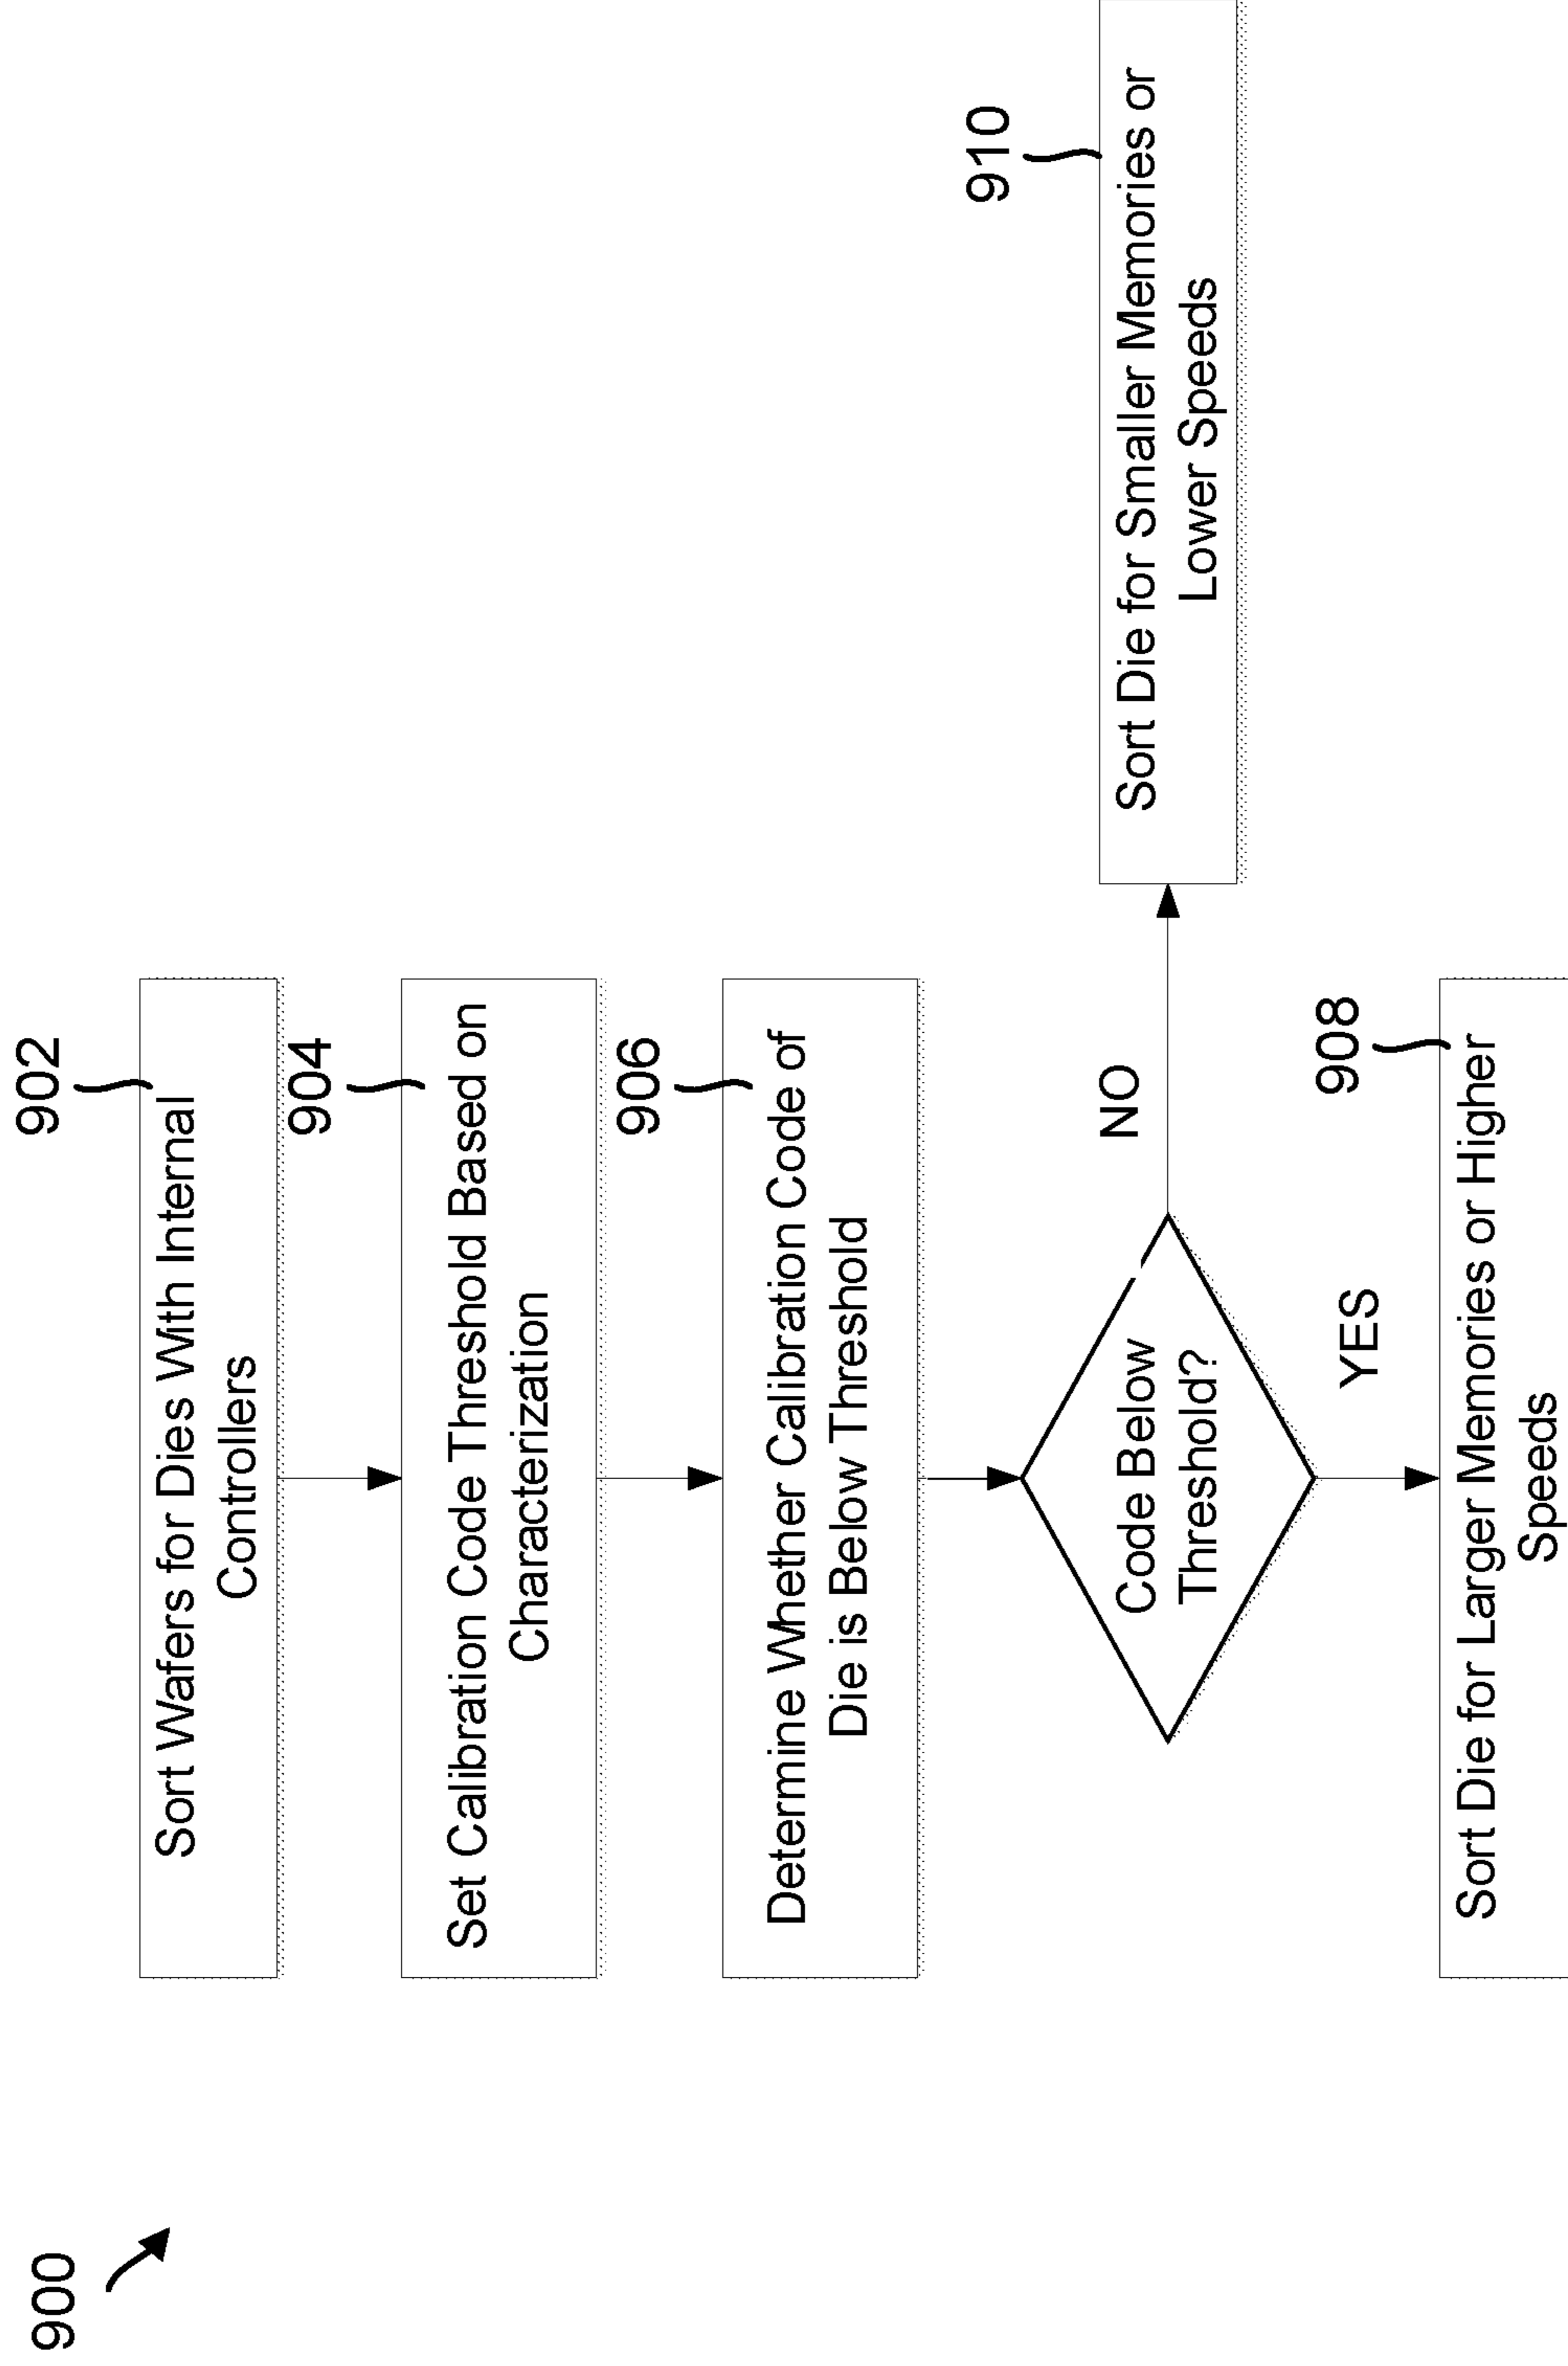 900
902
Sort Wafers for Dies With Internal
Controllers
904
Set Calibration Code Threshold Based on
Characterization
906
Determine Whether Calibration Code of
Die is Below Threshold
Code Below
Threshold?
NO
910
Sort Die for Smaller Memories or
Lower Speeds
YES
908
Sort Die for Larger Memories or Higher
Speeds